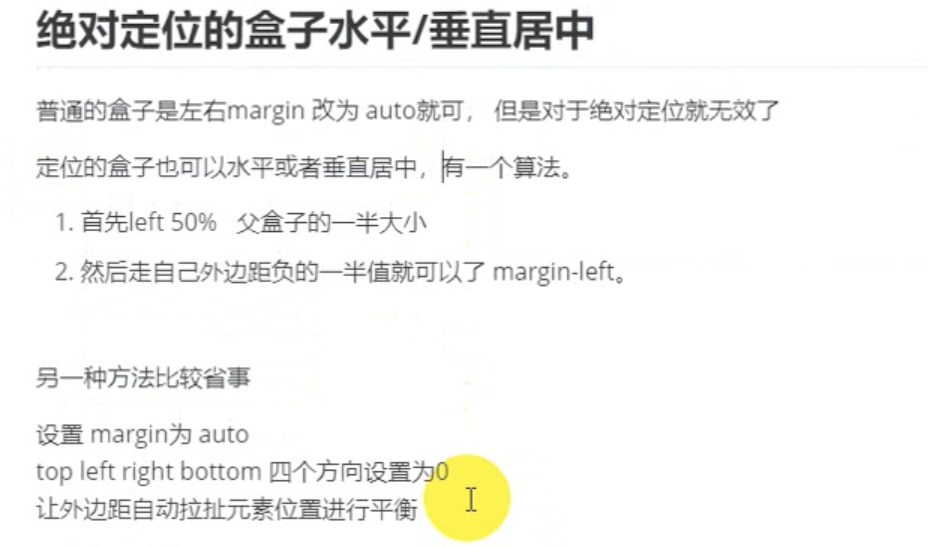 绝对定位的盒子水平/垂直居中
普通的盒子是左右margin 改为 auto就可， 但是对于绝对定位就无效了
定位的盒子也可以水平或者垂直居中，有一个算法。
1. 首先left 50% 父盒子的一半大小
2. 然后走自己外边距负的一半值就可以了 margin-left。
另一种方法比较省事
设置 margin为 auto
top left right bottom 四个方向设置为0
让外边距自动拉扯元素位置进行平衡